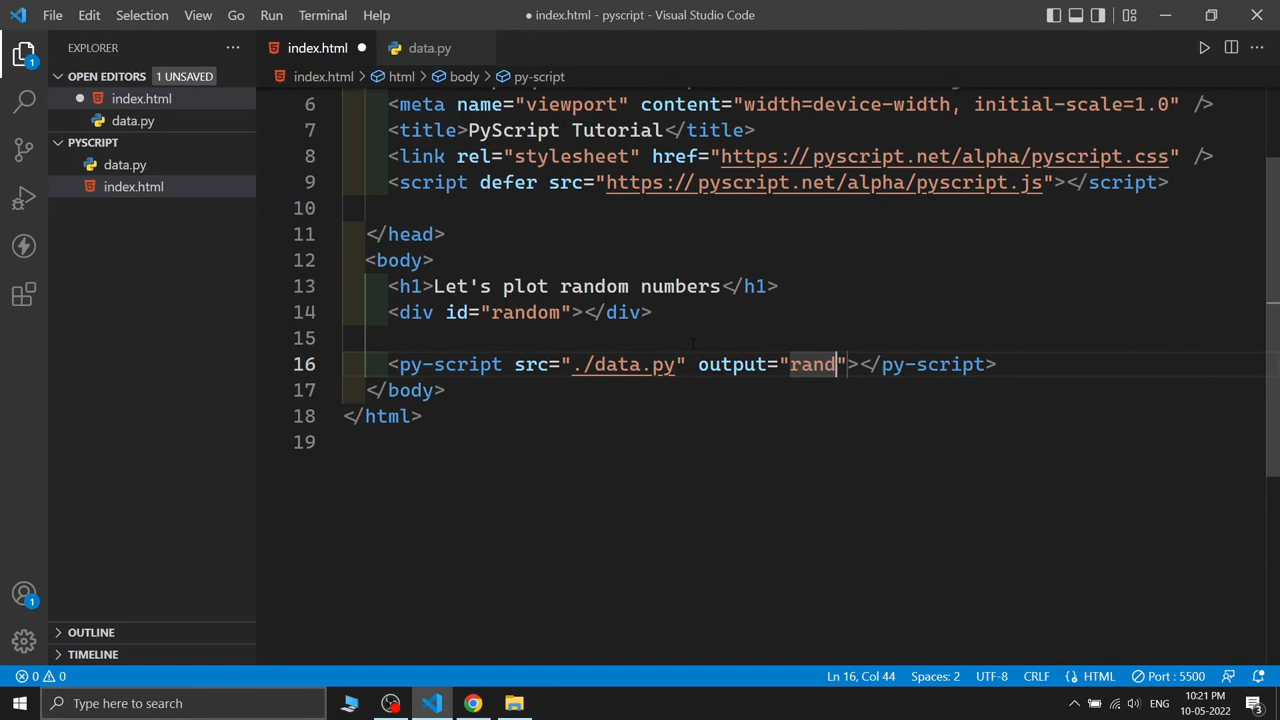 File Edit Selection View Go Run Terminal Help ● index.html - pyscript - Visual Studio Code
EXPLORER ...
index.html ● data.py
OPEN EDITORS 1 UNSAVED
index.html > html > body > py-script
● index.html
data.py
PYSCRIPT
data.py
index.html
6 <meta name="viewport" content="width=device-width, initial-scale=1.0" />
7 <title>PyScript Tutorial</title>
8 <link rel="stylesheet" href="https://pyscript.net/alpha/pyscript.css" />
9 <script defer src="https://pyscript.net/alpha/pyscript.js"></script>
10
11 </head>
12 <body>
13 <h1>Let's plot random numbers</h1>
14 <div id="random"></div>
15
16 <py-script src="./data.py" output="rand"></py-script>
17 </body>
18 </html>
19
OUTLINE
TIMELINE
1
1
0 0 Ln 16, Col 44 Spaces: 2 UTF-8 CRLF HTML Port : 5500
Type here to search ENG 10:21 PM
10-05-2022 3